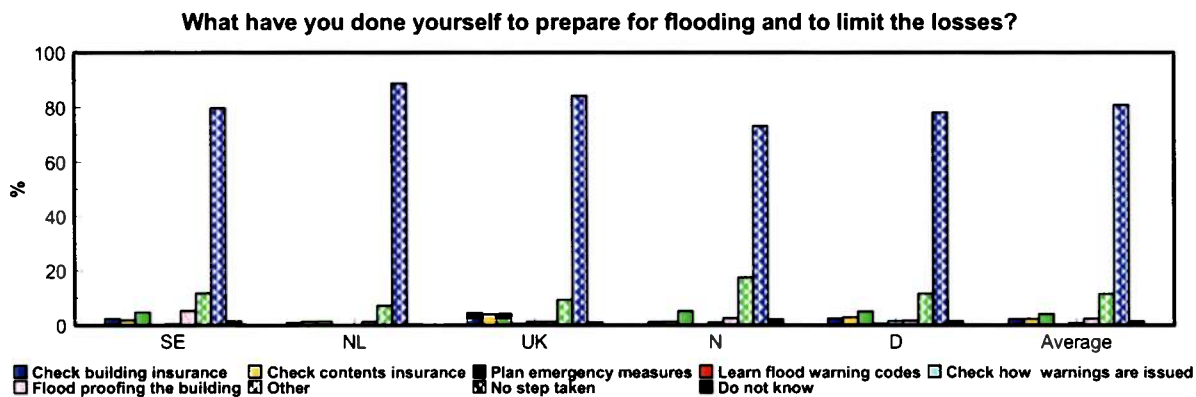 What have you done yourself to prepare for flooding and to limit the losses?
100
80
60
40
20
0
%
SE NL UK N D Average
Check building insurance Check contents insurance Plan emergency measures Learn flood warning codes Check how warnings are issued
Flood proofing the building Other No step taken Do not know